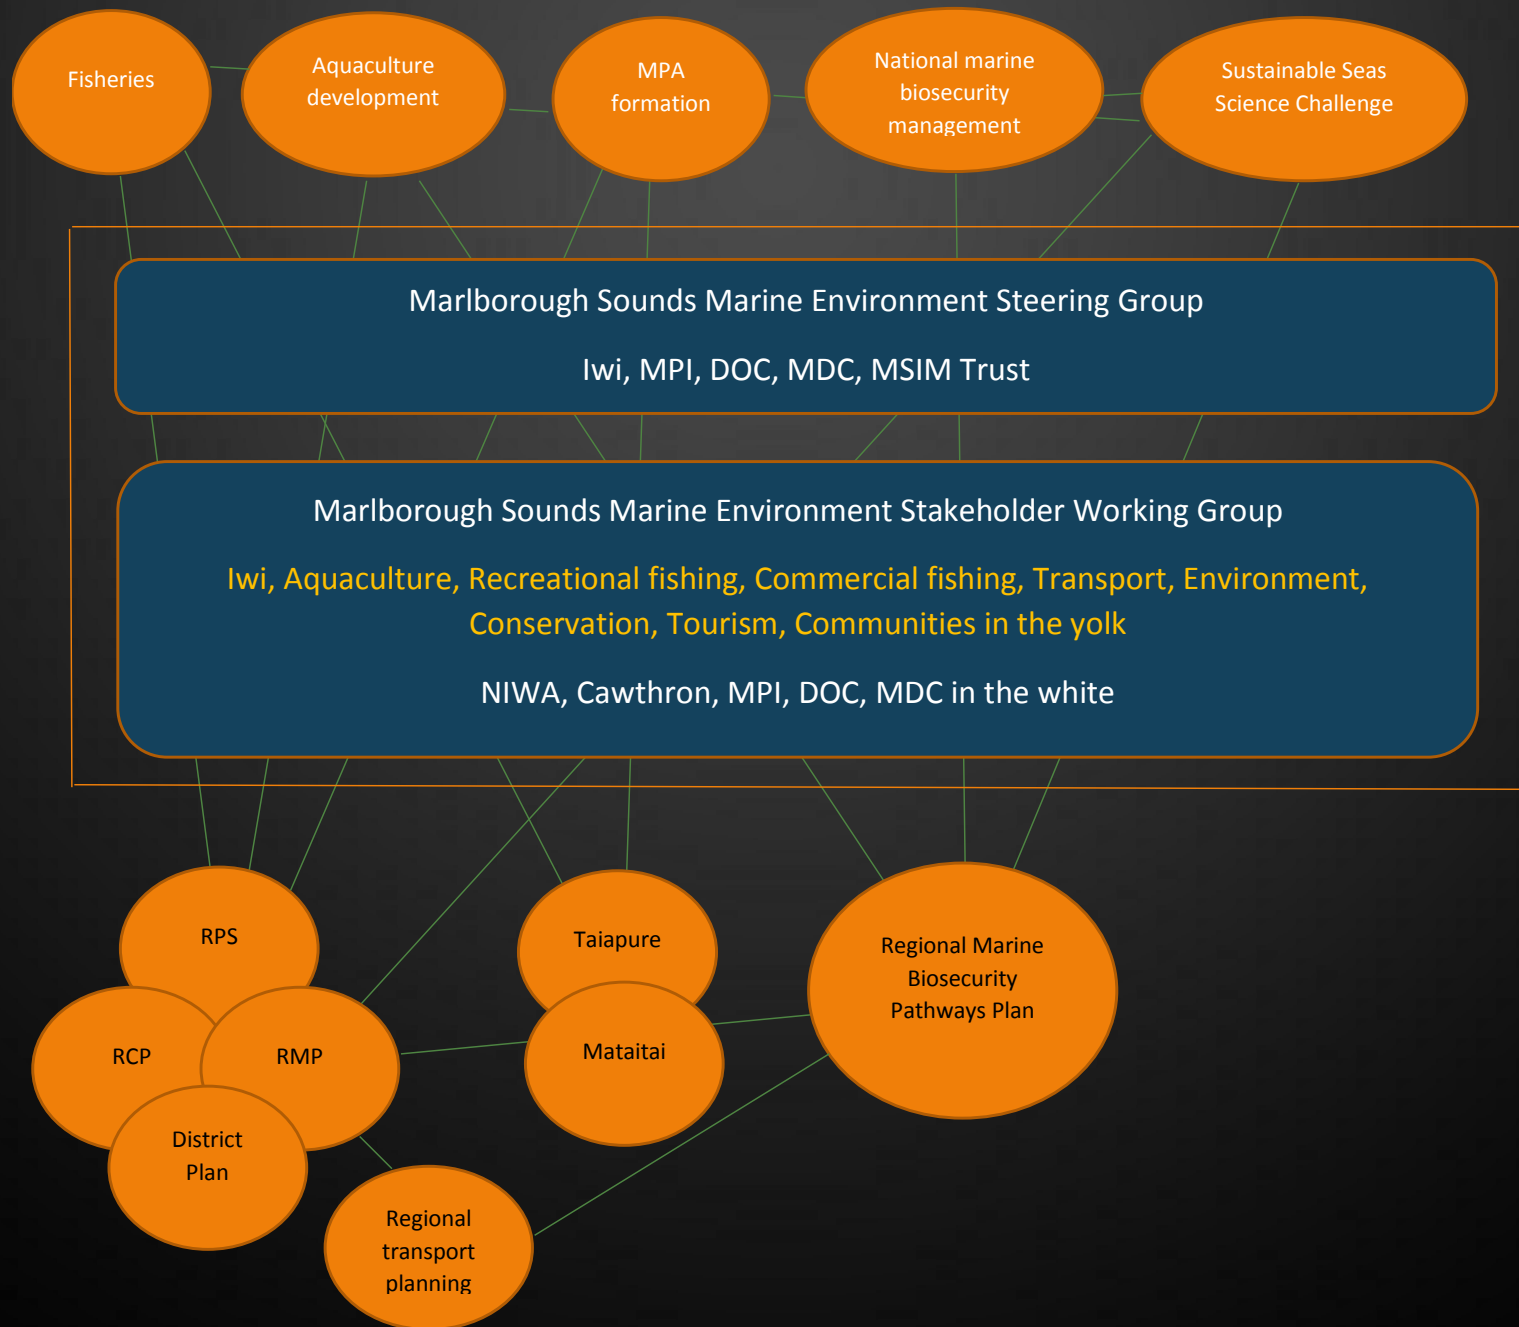 Fisheries
Aquaculture
development
MPA
formation
National marine
biosecurity
management
Sustainable Seas
Science Challenge
Marlborough Sounds Marine Environment Steering Group
Iwi, MPI, DOC, MDC, MSIM Trust
Marlborough Sounds Marine Environment Stakeholder Working Group
Iwi, Aquaculture, Recreational fishing, Commercial fishing, Transport, Environment,
Conservation, Tourism, Communities in the yolk
NIWA, Cawthron, MPI, DOC, MDC in the white
RPS
RCP
RMP
District
Plan
Taiapure
Mataitai
Regional Marine
Biosecurity
Pathways Plan
Regional
transport
planning